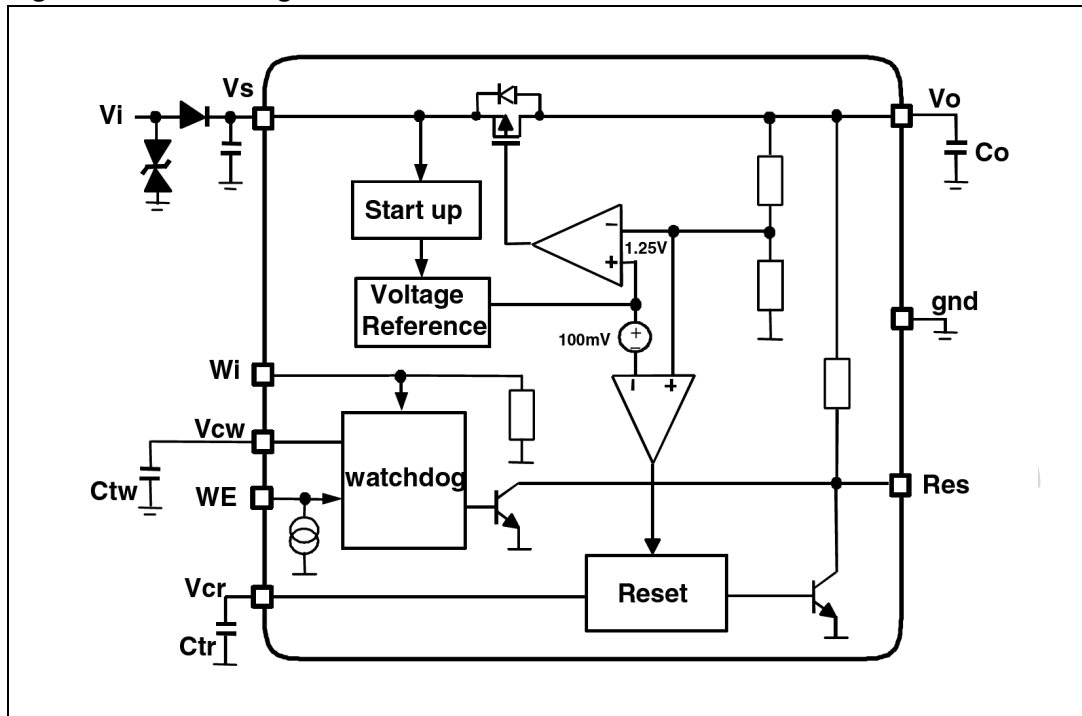 Vi
Vs
Vo
Co
Start up
−
1.25V
+
Voltage
Reference
gnd
100mV
+
−
Wi
−
+
Vcw
watchdog
Ctw
WE
Res
Vcr
Reset
Ctr